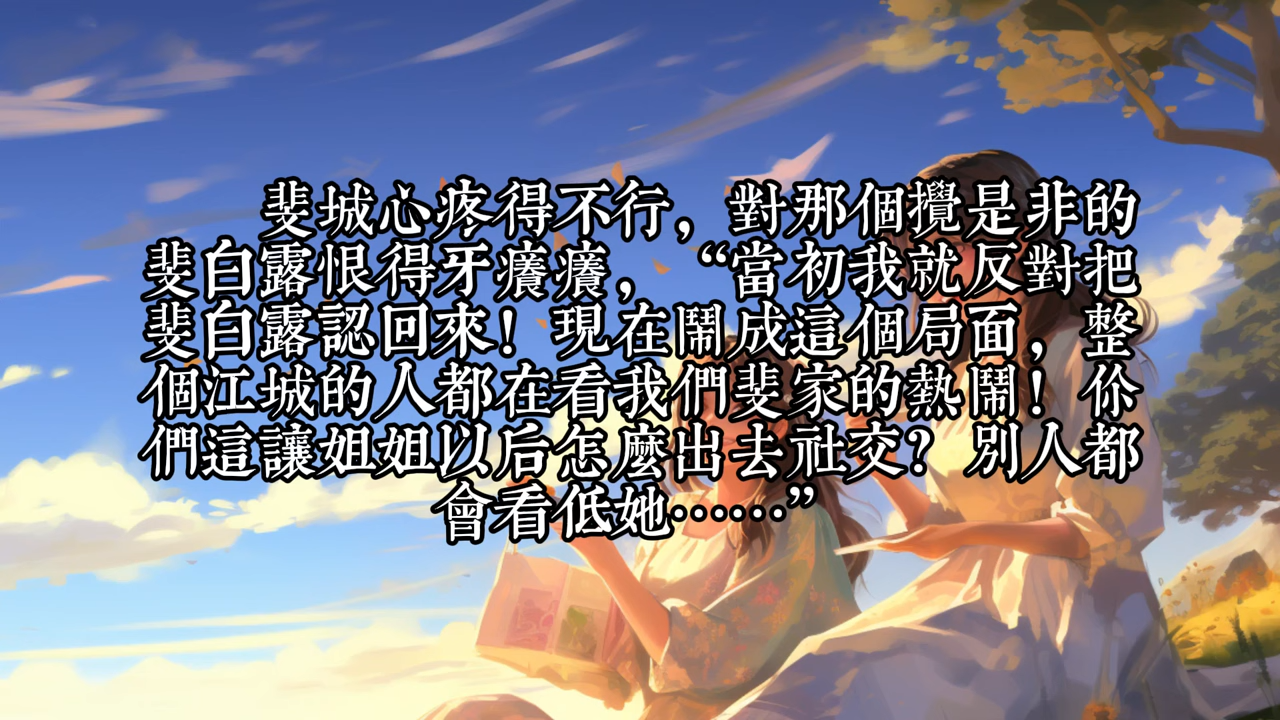 斐城心疼得不行，對那個攪是非的
斐白露恨得牙癢癢，“當初我就反對把
斐白露認回來！現在鬧成這個局面，整
個江城的人都在看我們斐家的熱鬧！你
們這讓姐姐以后怎麼出去社交？別人都
會看低她……”